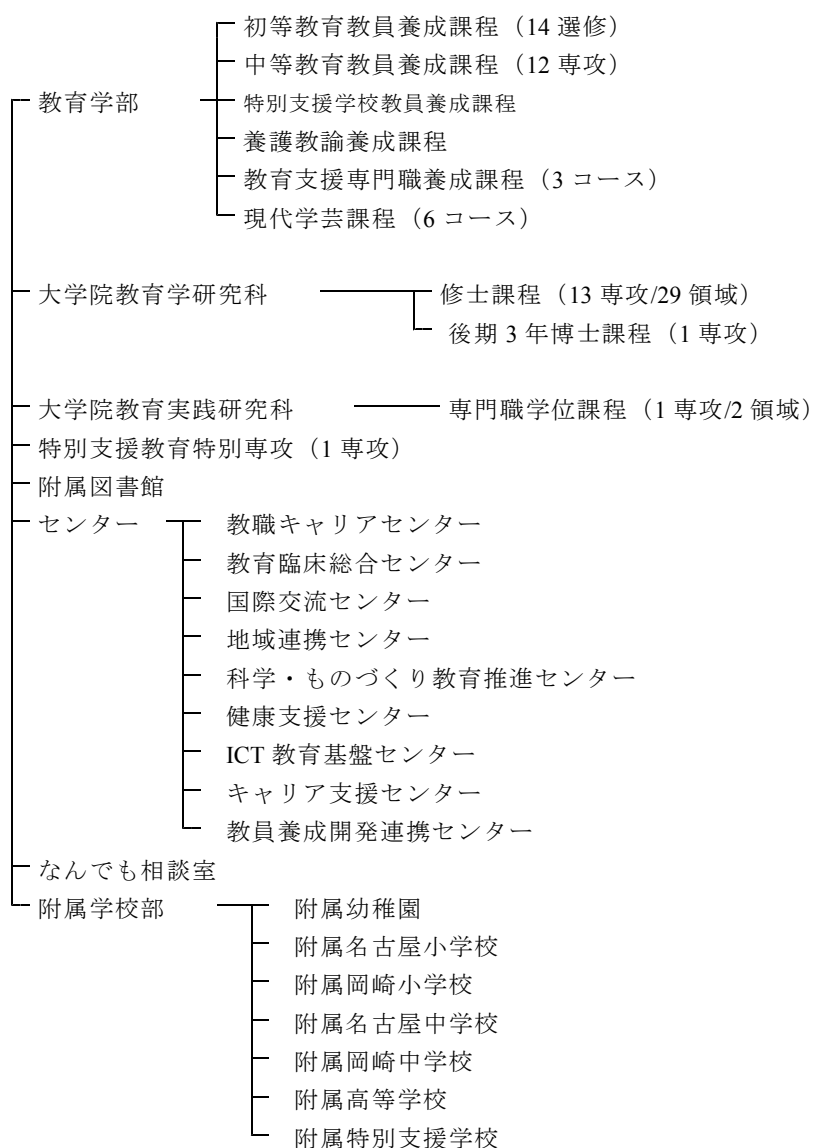 初等教育教員養成課程（14 選修）
中等教育教員養成課程（12 専攻）
教育学部 特別支援学校教員養成課程
養護教諭養成課程
教育支援専門職養成課程（3 コース）
現代学芸課程（6 コース）
大学院教育学研究科 修士課程（13 専攻/29 領域）
後期 3 年博士課程（1 専攻）
大学院教育実践研究科 専門職学位課程（1 専攻/2 領域）
特別支援教育特別専攻（1 専攻）
附属図書館
センター 教職キャリアセンター
教育臨床総合センター
国際交流センター
地域連携センター
科学・ものづくり教育推進センター
健康支援センター
ICT 教育基盤センター
キャリア支援センター
教員養成開発連携センター
なんでも相談室
附属学校部 附属幼稚園
附属名古屋小学校
附属岡崎小学校
附属名古屋中学校
附属岡崎中学校
附属高等学校
附属特別支援学校